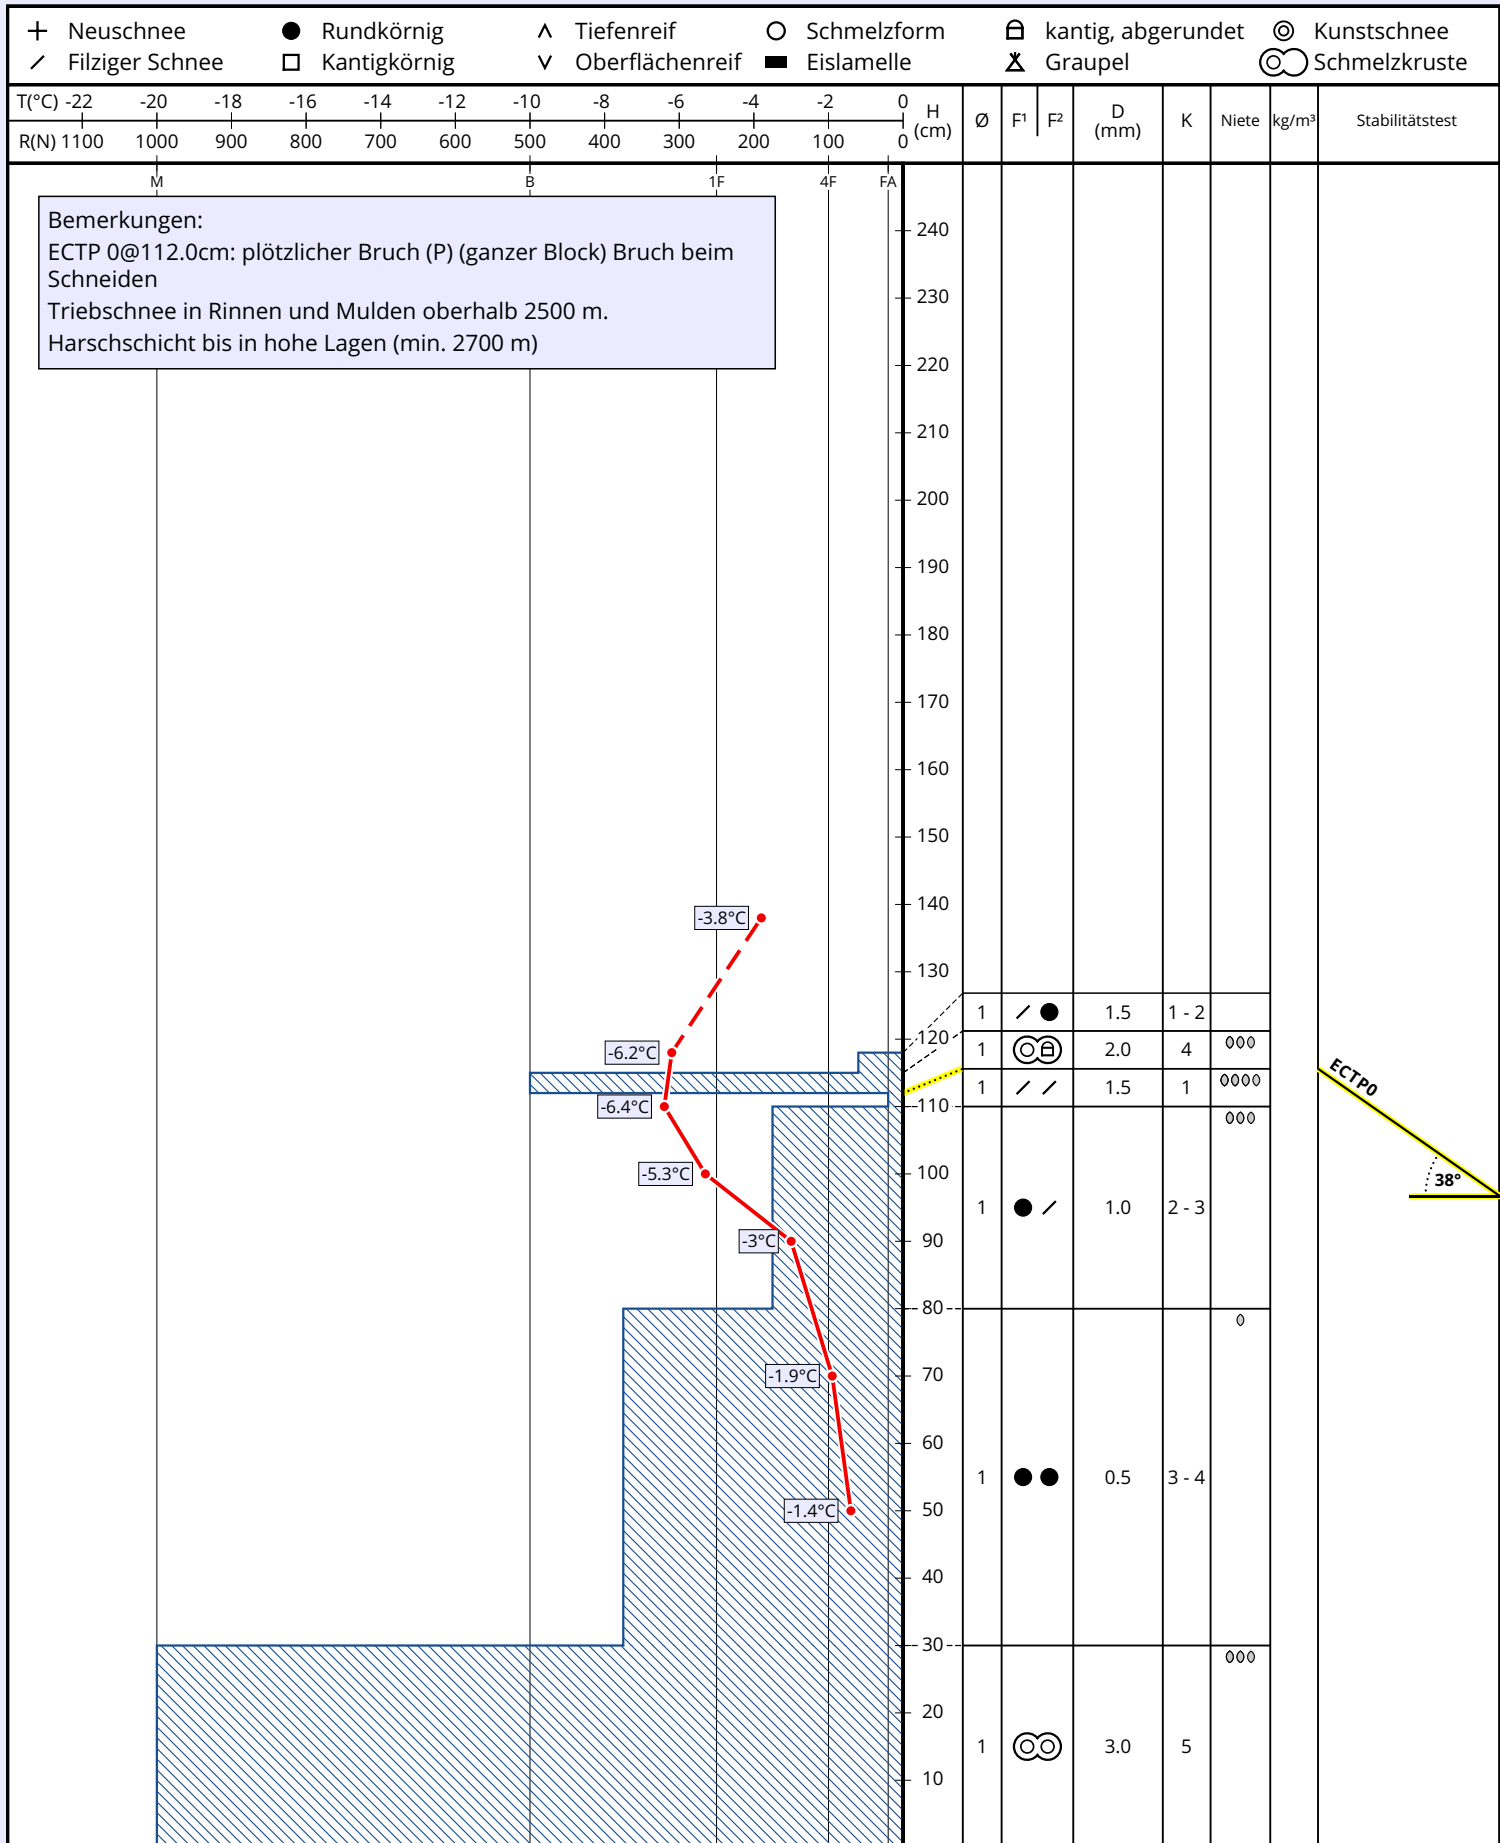 Neuschnee Rundkörnig Tiefenreif Schmelzform kantig, abgerundet Kunstschnee
Filziger Schnee Kantigkörnig Oberflächenreif Eislamelle Graupel Schmelzkruste
T(°C) -22 -20 -18 -16 -14 -12 -10 -8 -6 -4 -2 0
R(N) 1100 1000 900 800 700 600 500 400 300 200 100 0
H (cm) Ø F¹ F² D (mm) K Niete kg/m³ Stabilitätstest
M B 1F 4F FA
Bemerkungen:
ECTP 0@112.0cm: plötzlicher Bruch (P) (ganzer Block) Bruch beim
Schneiden
Triebschnee in Rinnen und Mulden oberhalb 2500 m.
Harschschicht bis in hohe Lagen (min. 2700 m)
240
230
220
210
200
190
180
170
160
150
140
-3.8°C
130
1 1.5 1 - 2
120
-6.2°C 1 2.0 4
ECTP0
1 1.5 1
-6.4°C 110
-5.3°C 100
38°
1 1.0 2 - 3
-3°C 90
80
-1.9°C 70
60
1 0.5 3 - 4
-1.4°C 50
40
30
20
1 3.0 5
10